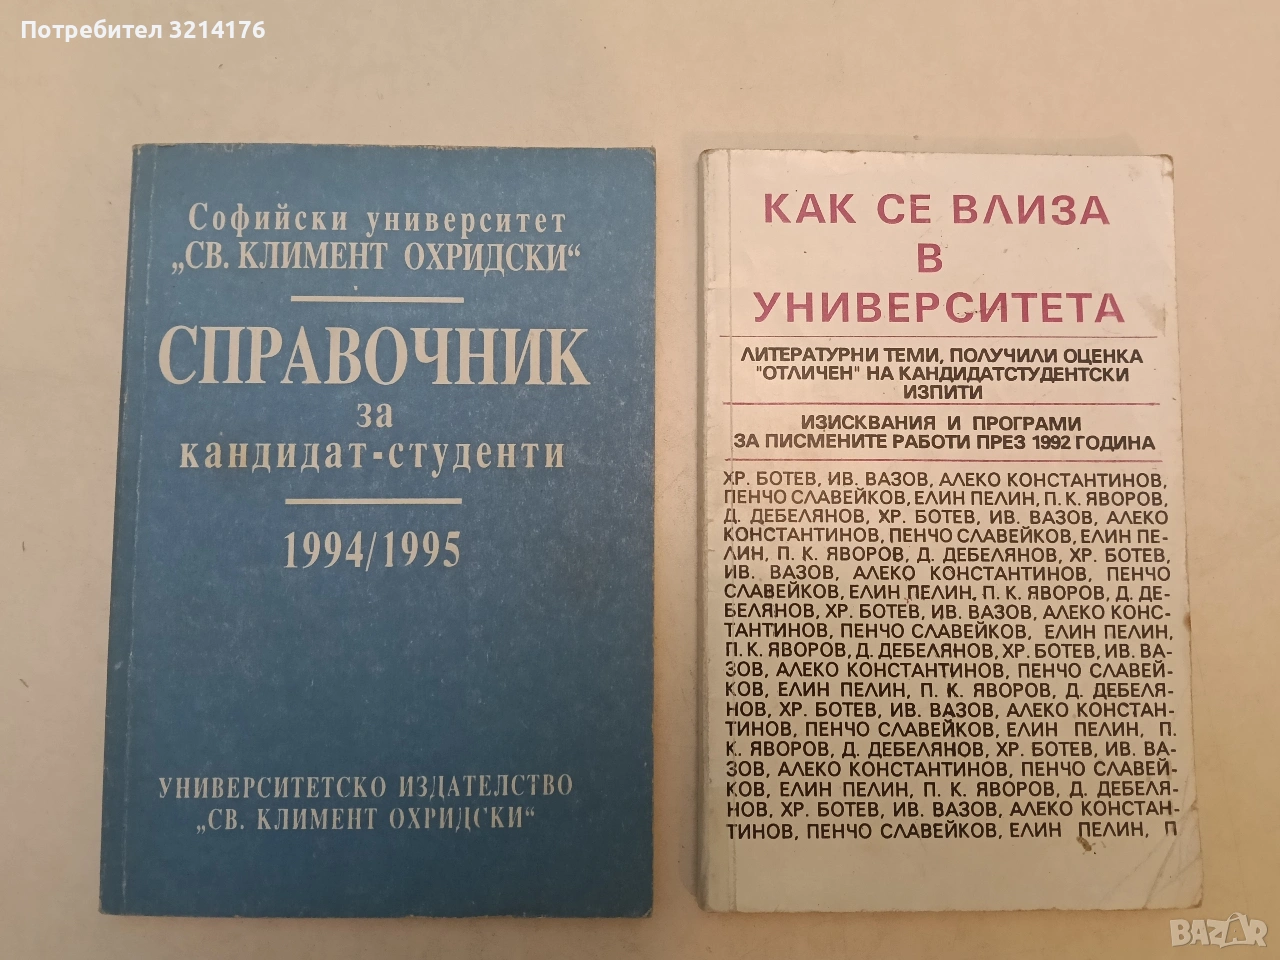 Потребител 3214176
Софийски университет
„СВ. КЛИМЕНТ ОХРИДСКИ“
СПРАВОЧНИК
за
кандидат-студенти
1994/1995
УНИВЕРСИТЕТСКО ИЗДАТЕЛСТВО
„СВ. КЛИМЕНТ ОХРИДСКИ“
КАК СЕ ВЛИЗА
В
УНИВЕРСИТЕТА
ЛИТЕРАТУРНИ ТЕМИ, ПОЛУЧИЛИ ОЦЕНКА
"ОТЛИЧЕН" НА КАНДИДАТСТУДЕНТСКИ
ИЗПИТИ
ИЗИСКВАНИЯ И ПРОГРАМИ
ЗА ПИСМЕНИТЕ РАБОТИ ПРЕЗ 1992 ГОДИНА
ХР. БОТЕВ, ИВ. ВАЗОВ, АЛЕКО КОНСТАНТИНОВ,
ПЕНЧО СЛАВЕЙКОВ, ЕЛИН ПЕЛИН, П. К. ЯВОРОВ,
Д. ДЕБЕЛЯНОВ, ХР. БОТЕВ, ИВ. ВАЗОВ, АЛЕКО
КОНСТАНТИНОВ, ПЕНЧО СЛАВЕЙКОВ, ЕЛИН ПЕ-
ЛИН, П. К. ЯВОРОВ, Д. ДЕБЕЛЯНОВ, ХР. БОТЕВ,
ИВ. ВАЗОВ, АЛЕКО КОНСТАНТИНОВ, ПЕНЧО
СЛАВЕЙКОВ, ЕЛИН ПЕЛИН, П. К. ЯВОРОВ, Д. ДЕ-
БЕЛЯНОВ, ХР. БОТЕВ, ИВ. ВАЗОВ, АЛЕКО КОНС-
ТАНТИНОВ, ПЕНЧО СЛАВЕЙКОВ, ЕЛИН ПЕЛИН,
П. К. ЯВОРОВ, Д. ДЕБЕЛЯНОВ, ХР. БОТЕВ, ИВ. ВА-
ЗОВ, АЛЕКО КОНСТАНТИНОВ, ПЕНЧО СЛАВЕЙ-
КОВ, ЕЛИН ПЕЛИН, П. К. ЯВОРОВ, Д. ДЕБЕЛЯ-
НОВ, ХР. БОТЕВ, ИВ. ВАЗОВ, АЛЕКО КОНСТАН-
ТИНОВ, ПЕНЧО СЛАВЕЙКОВ, ЕЛИН ПЕЛИН, П.
К. ЯВОРОВ, Д. ДЕБЕЛЯНОВ, ХР. БОТЕВ, ИВ. ВА-
ЗОВ, АЛЕКО КОНСТАНТИНОВ, ПЕНЧО СЛАВЕЙ-
КОВ, ЕЛИН ПЕЛИН, П. К. ЯВОРОВ, Д. ДЕБЕЛЯ-
НОВ, ХР. БОТЕВ, ИВ. ВАЗОВ, АЛЕКО КОНСТАН-
ТИНОВ, ПЕНЧО СЛАВЕЙКОВ, ЕЛИН ПЕЛИН, П
BAZAR